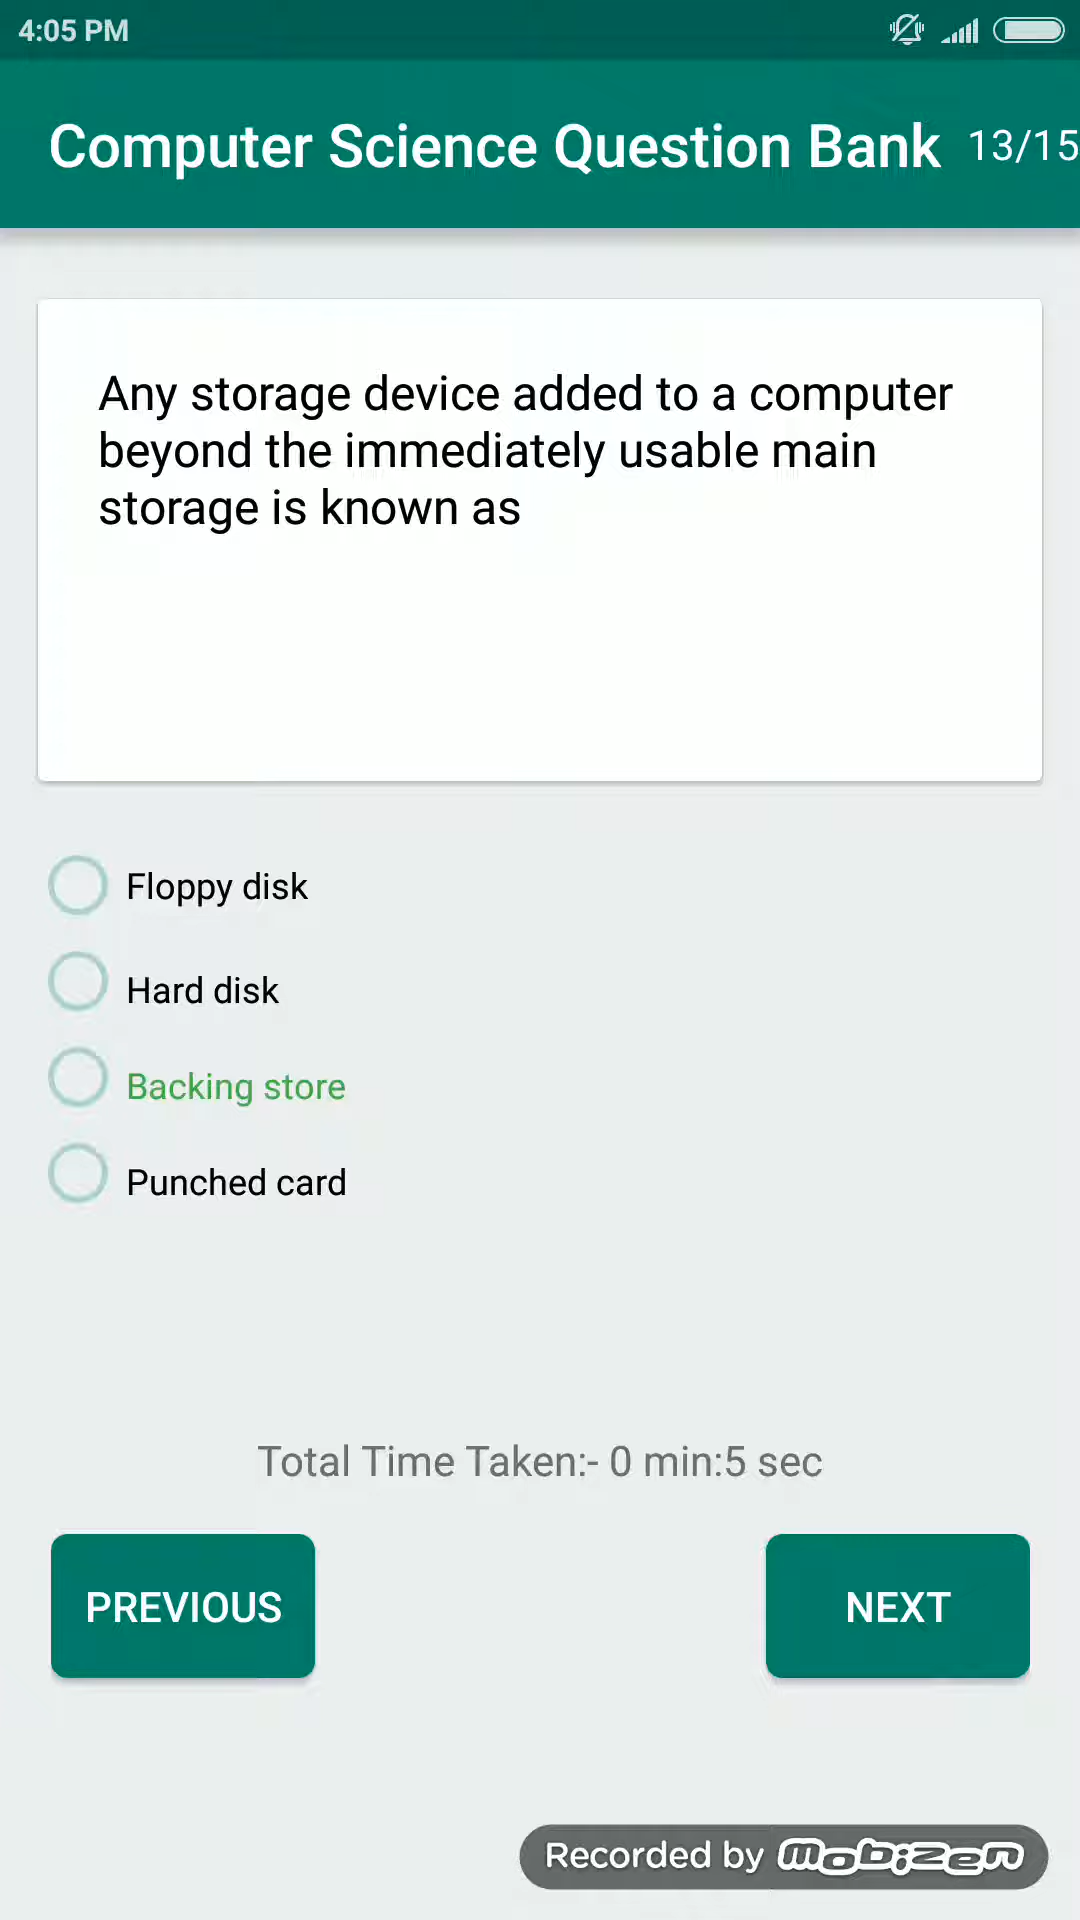 4:05 PM
Computer Science Question Bank 13/15
Any storage device added to a computer
beyond the immediately usable main
storage is known as
Floppy disk
Hard disk
Backing store
Punched card
Total Time Taken:- 0 min:5 sec
PREVIOUS
NEXT
Recorded by mobizen